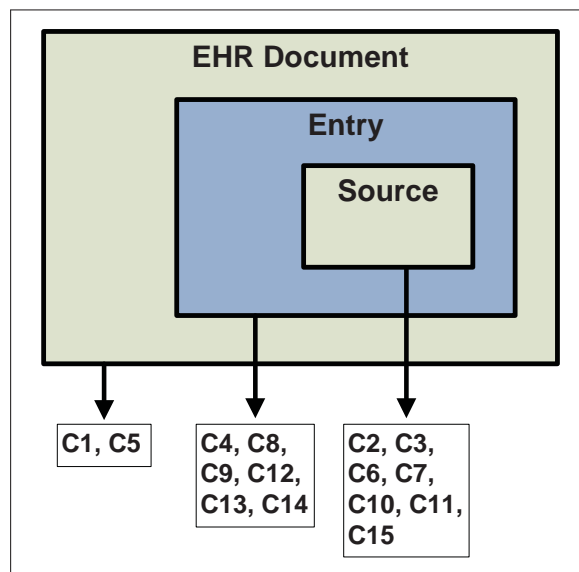 EHR Document
Entry
Source
C1, C5
C4, C8,
C9, C12,
C13, C14
C2, C3,
C6, C7,
C10, C11,
C15